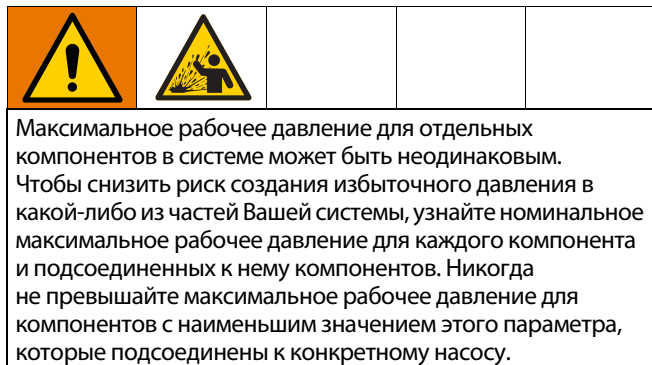 Максимальное рабочее давление для отдельных
компонентов в системе может быть неодинаковым.
Чтобы снизить риск создания избыточного давления в
какой-либо из частей Вашей системы, узнайте номинальное
максимальное рабочее давление для каждого компонента
и подсоединенных к нему компонентов. Никогда
не превышайте максимальное рабочее давление для
компонентов с наименьшим значением этого параметра,
которые подсоединены к конкретному насосу.